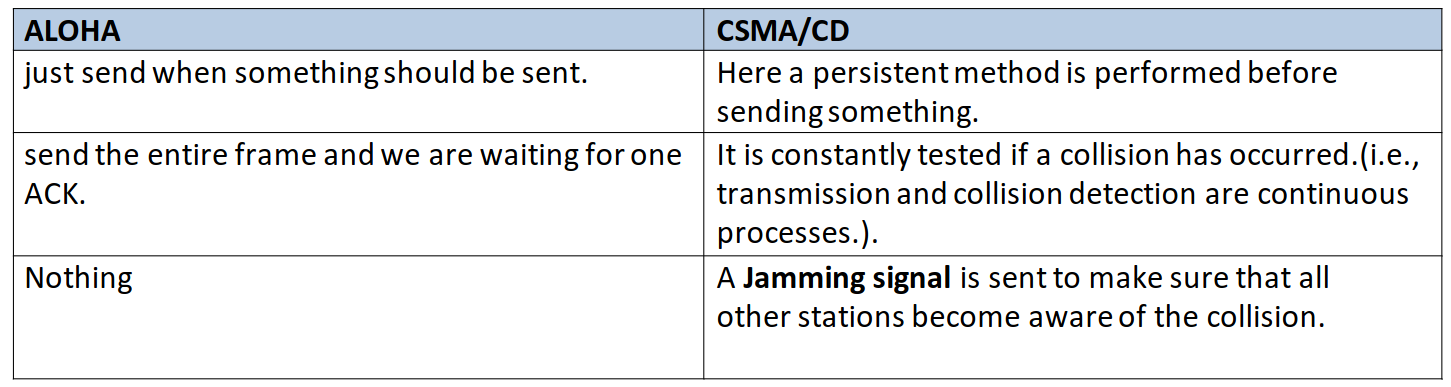 ALOHA
CSMA/CD
just send when something should be sent.
Here a persistent method is performed before
sending something.
send the entire frame and we are waiting for one
ACK.
It is constantly tested if a collision has occurred.(i.e.,
transmission and collision detection are continuous
processes.).
Nothing
A Jamming signal is sent to make sure that all
other stations become aware of the collision.